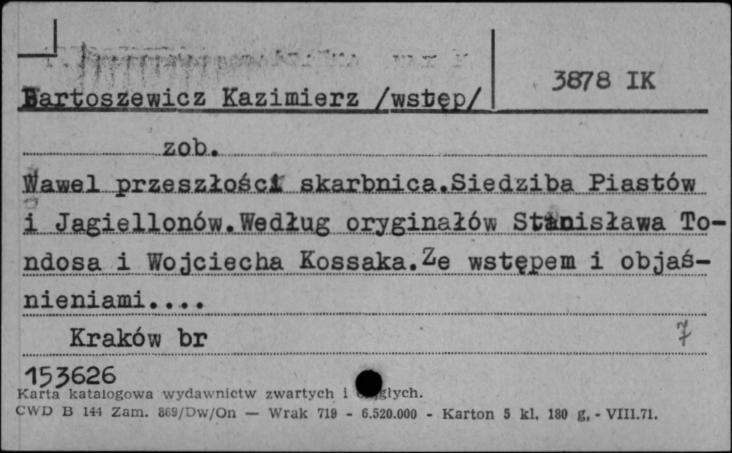 3878 IK
Bartoszewicz Kazimierz /wstęp/
zob.
Wawel przeszłości skarbnica.Siedziba Piastów
i Jagiellonów.Według oryginałów Stanisława To-
ndosa i Wojciecha Kossaka.Ze wstępem i objaś-
nieniami....
Kraków br
7
153626
Karta katalogowa wydawnictw zwartych i
CWD B 144 Zam. 869/Dw/On — Wrak 719 - 6.520.000 - Karton 5 kl. 180 g, - VIII.71.